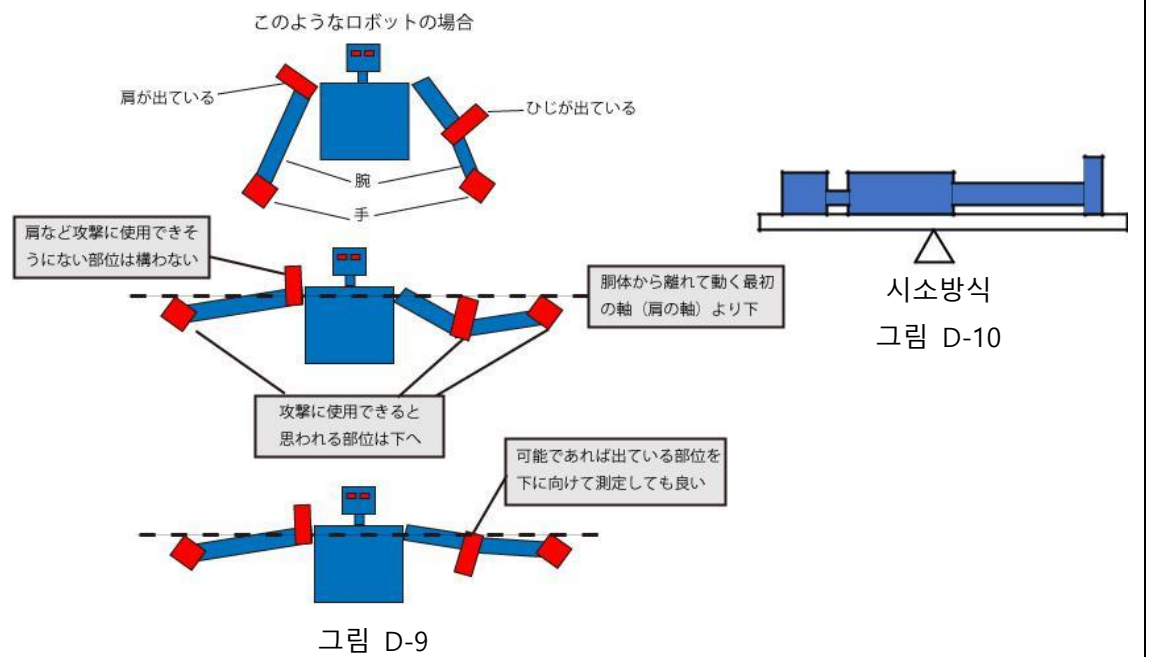 このようなロボットの場合
肩が出ている
ひじが出ている
腕
手
肩など攻撃に使用できそ
うにない部位は構わない
胴体から離れて動く最初
の軸（肩の軸）より下
攻撃に使用できると
思われる部位は下へ
可能であれば出ている部位を
下に向けて測定しても良い
그림 D-9
시소방식
그림 D-10